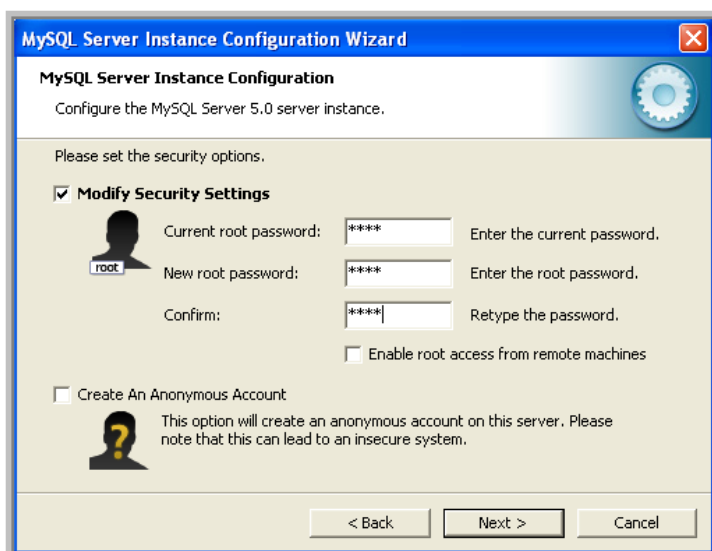 MySQL Server Instance Configuration Wizard
MySQL Server Instance Configuration
Configure the MySQL Server 5.0 server instance.
Please set the security options.
Modify Security Settings
root
Current root password: **** Enter the current password.
New root password: **** Enter the root password.
Confirm: **** Retype the password.
Enable root access from remote machines
Create An Anonymous Account
?
This option will create an anonymous account on this server. Please
note that this can lead to an insecure system.
< Back Next > Cancel